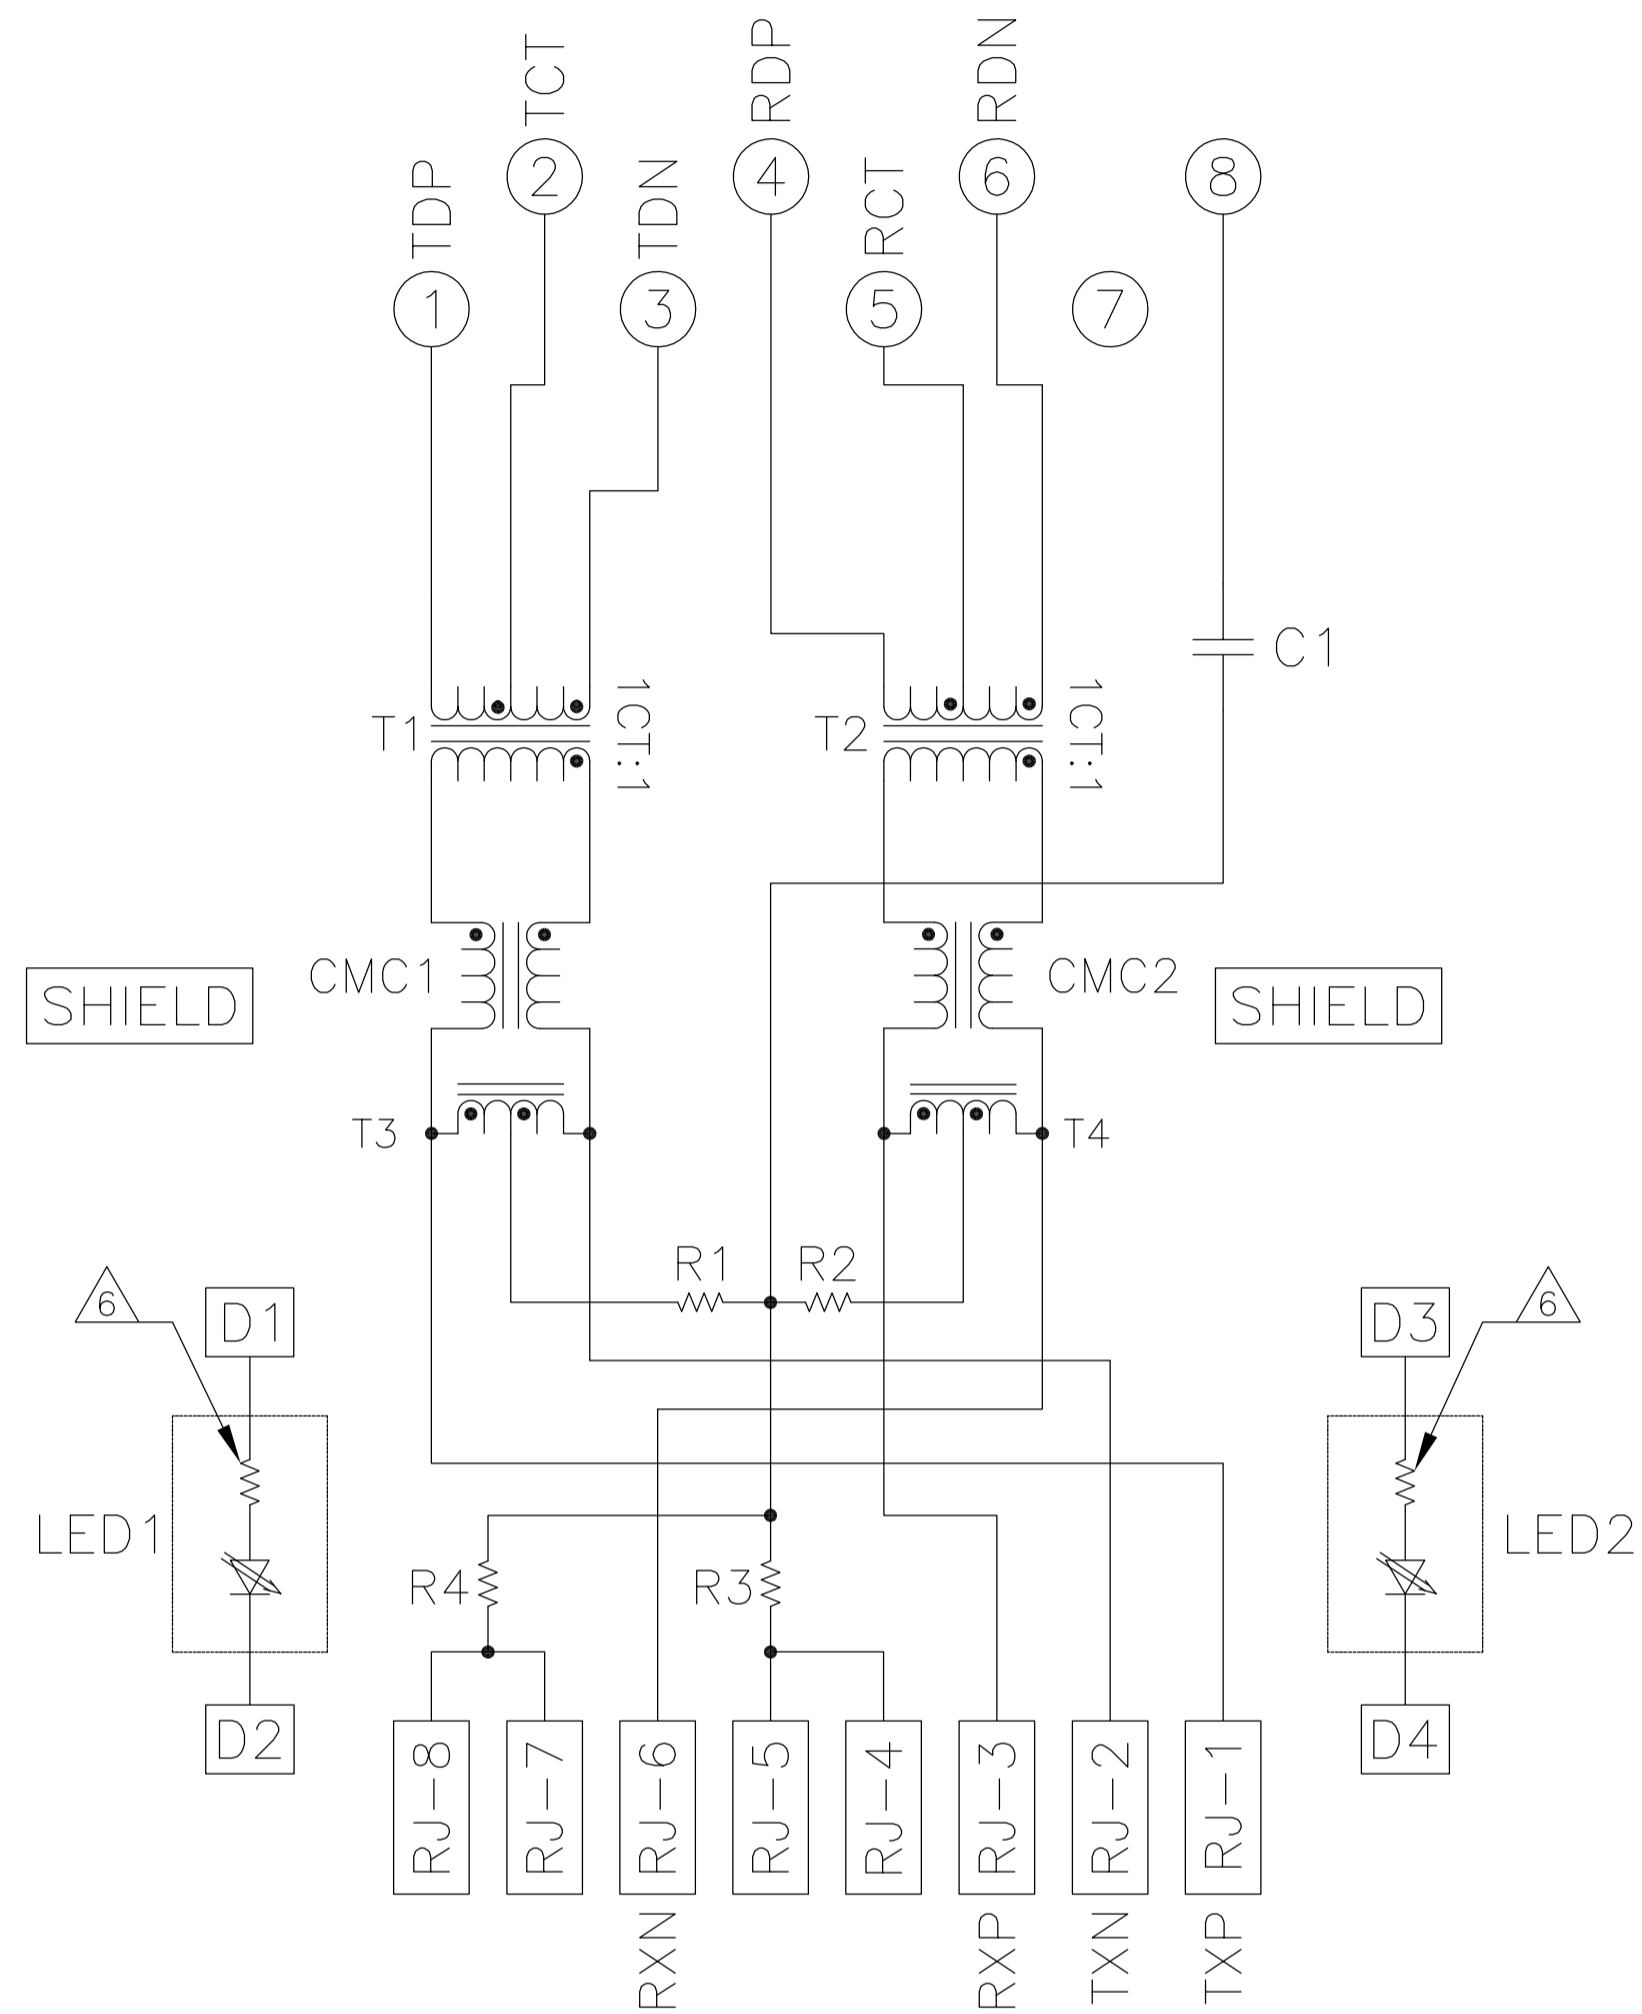 TDP
TCT
TDN
RDP
RCT
RDN
1
2
3
4
5
6
7
8
C1
T1
1CT:1
T2
1CT:1
CMC1
CMC2
SHIELD
SHIELD
T3
T4
R1
R2
6
D1
D3
6
LED1
LED2
R4
R3
D2
D4
RJ-8
RJ-7
RJ-6
RJ-5
RJ-4
RJ-3
RJ-2
RJ-1
RXN
RXP
TXN
TXP